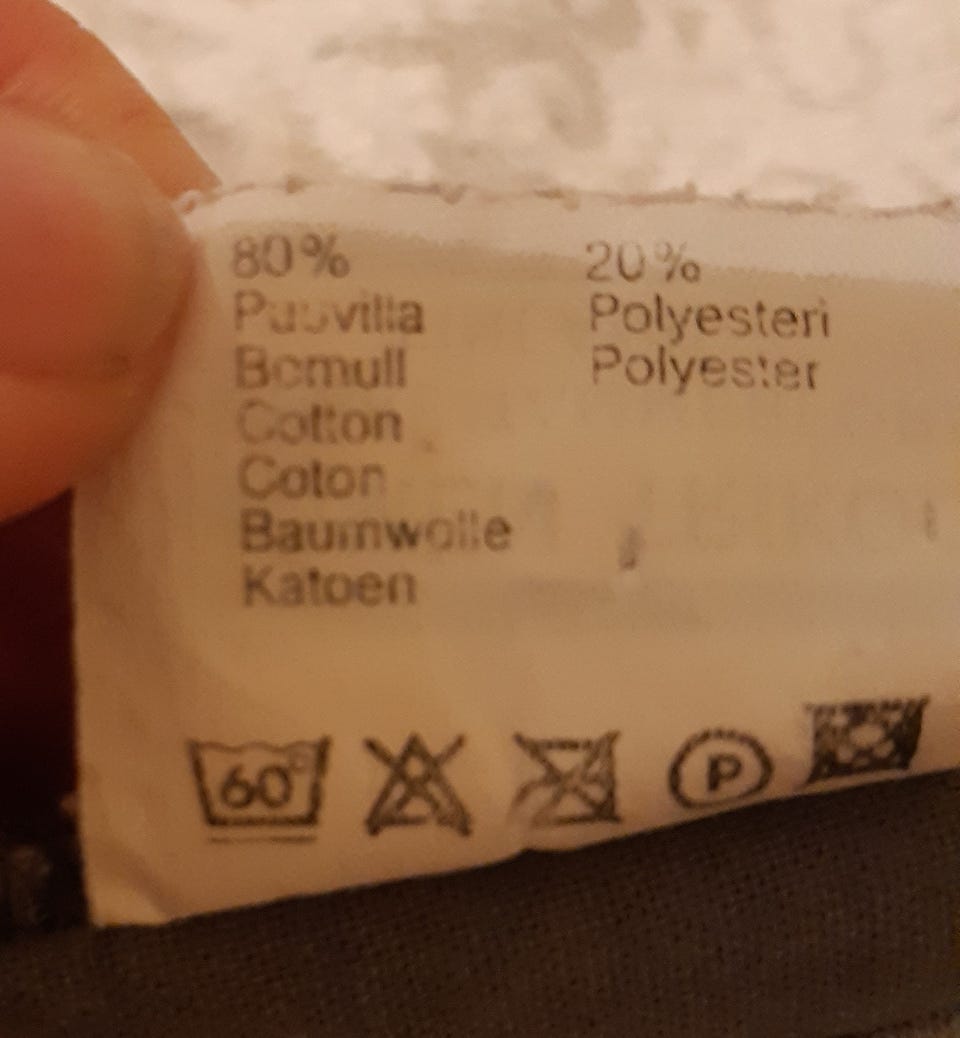 80%
Puuvilla
Bomull
Cotton
Coton
Baumwolle
Katoen
20%
Polyesteri
Polyester
60°C
P